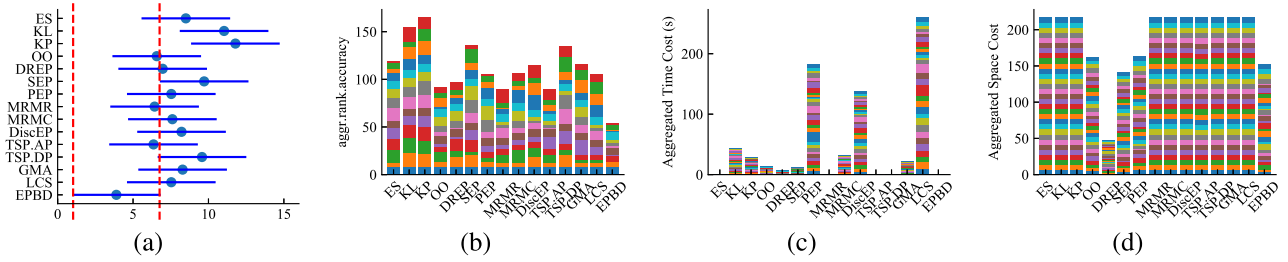 ES
KL
KP
OO
DREP
SEP
PEP
MRMR
MRMC
DiscEP
TSP.AP
TSP.DP
GMA
LCS
EPBD
0 5 10 15
(a)
aggr.rank.accuracy
150
100
50
0
ES KL KP OO DREP SEP PEP MRMR MRMC DiscEP TSP.AP TSP.DP GMA LCS EPBD
(b)
Aggregated Time Cost (s)
200
100
0
ES KL KP OO DREP SEP PEP MRMR MRMC DiscEP TSP.AP TSP.DP GMA LCS EPBD
(c)
Aggregated Space Cost
200
150
100
50
0
ES KL KP OO DREP SEP PEP MRMR MRMC DiscEP TSP.AP TSP.DP GMA LCS EPBD
(d)